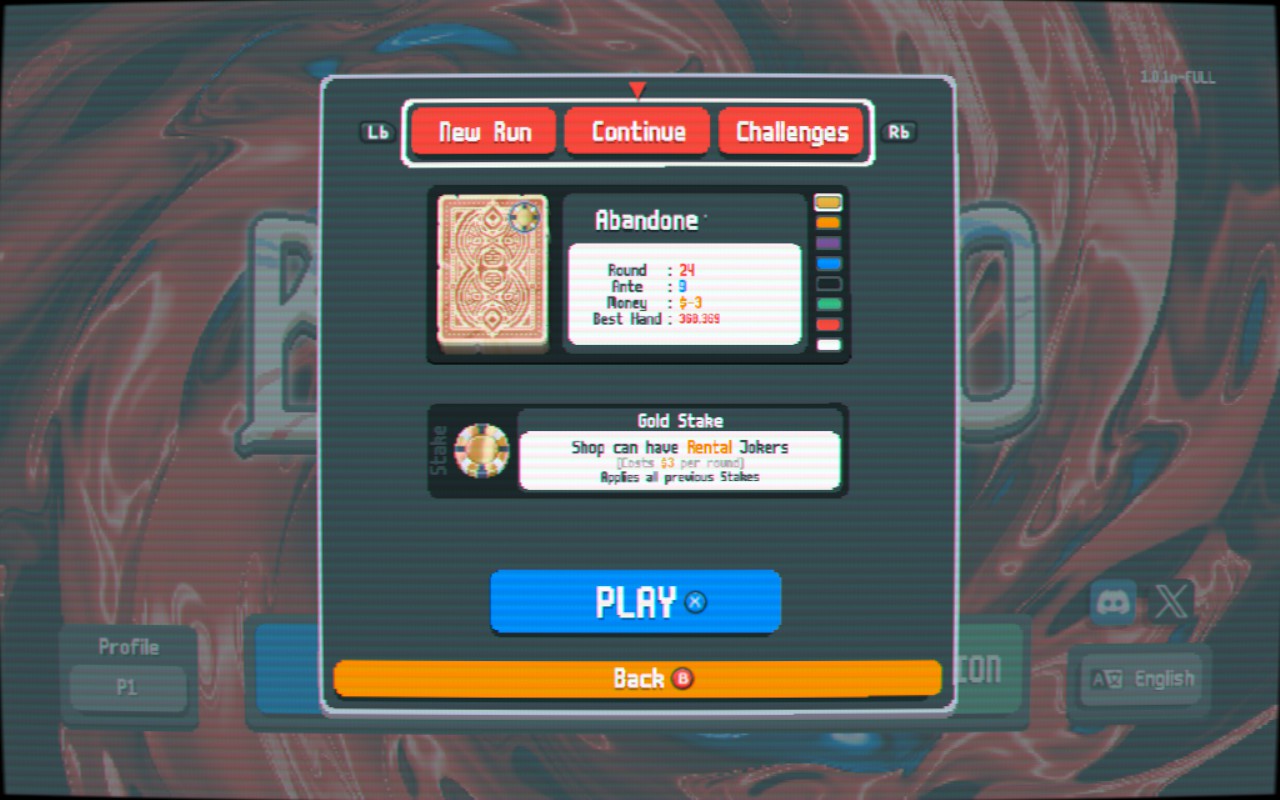 1.0.1o-FULL
Lb New Run Continue Challenges Rb
Abandone
Round : 24
Ante : 9
Money : $-3
Best Hand : 368,369
Stake
Gold Stake
Shop can have Rental Jokers
(Costs $3 per round)
Applies all previous Stakes
PLAY X
Back B
Profile
P1
English